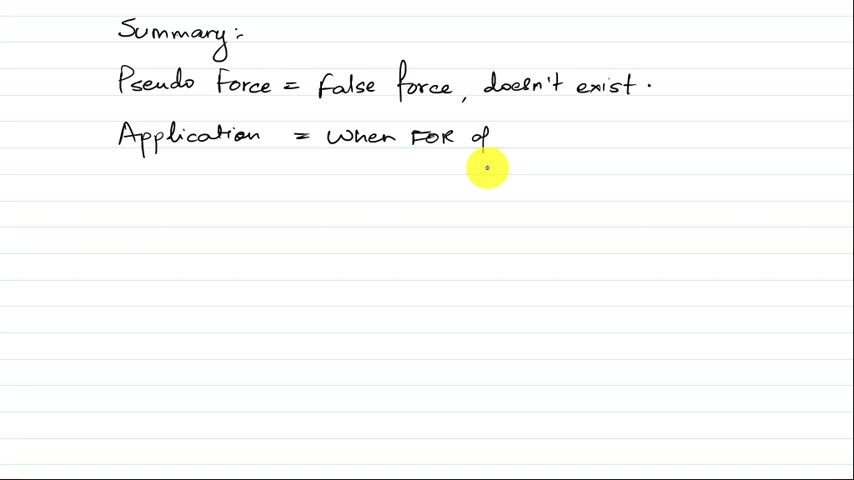 Summary:-
Pseudo Force = False force, doesn't exist.
Application = When FOR of